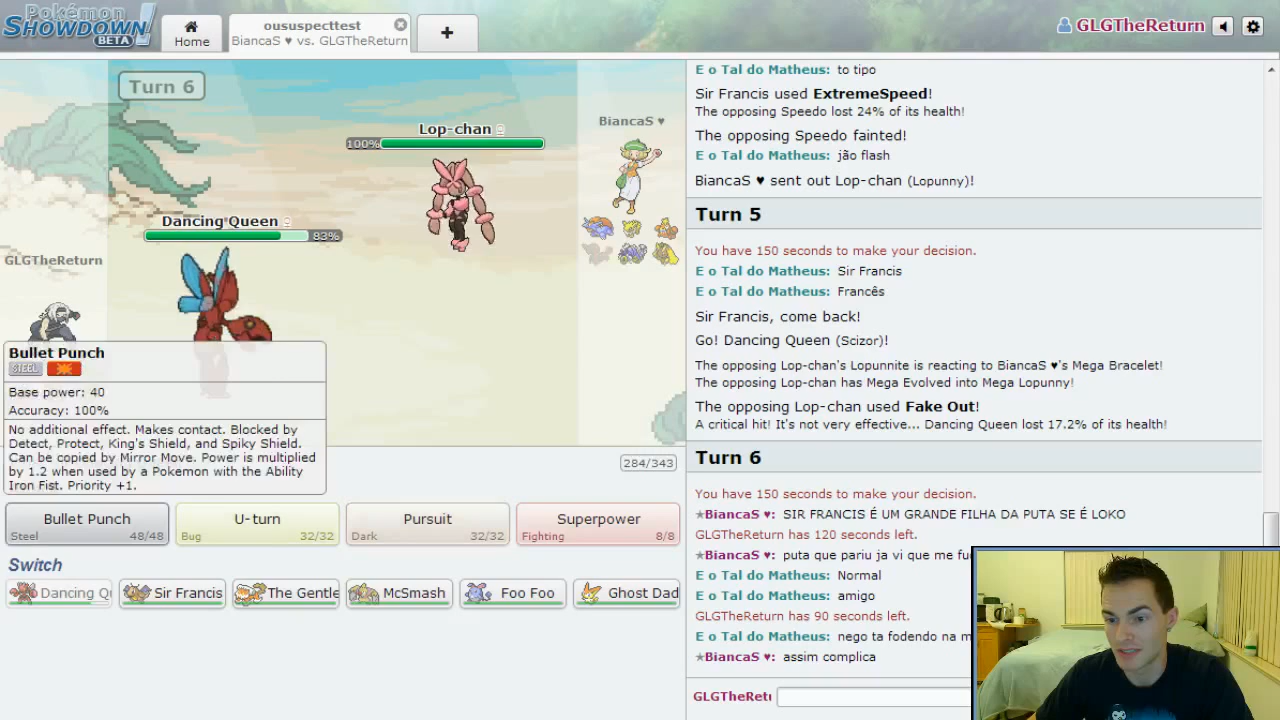 Pokémon
SHOWDOWN!
BETA
Home
oususpecttest
BiancaS ♥ vs. GLGTheReturn
+
GLGTheReturn
Turn 6
Lop-chan
100%
BiancaS ♥
Dancing Queen
83%
GLGTheReturn
Bullet Punch
STEEL
Base power: 40
Accuracy: 100%
No additional effect. Makes contact. Blocked by
Detect, Protect, King's Shield, and Spiky Shield.
Can be copied by Mirror Move. Power is multiplied
by 1.2 when used by a Pokemon with the Ability
Iron Fist. Priority +1.
284/343
Bullet Punch
Steel 48/48
U-turn
Bug 32/32
Pursuit
Dark 32/32
Superpower
Fighting 8/8
Switch
Dancing Q
Sir Francis
The Gentle
McSmash
Foo Foo
Ghost Dad
E o Tal do Matheus: to tipo
Sir Francis used ExtremeSpeed!
The opposing Speedo lost 24% of its health!
The opposing Speedo fainted!
E o Tal do Matheus: jão flash
BiancaS ♥ sent out Lop-chan (Lopunny)!
Turn 5
You have 150 seconds to make your decision.
E o Tal do Matheus: Sir Francis
E o Tal do Matheus: Francês
Sir Francis, come back!
Go! Dancing Queen (Scizor)!
The opposing Lop-chan's Lopunnite is reacting to BiancaS ♥'s Mega Bracelet!
The opposing Lop-chan has Mega Evolved into Mega Lopunny!
The opposing Lop-chan used Fake Out!
A critical hit! It's not very effective... Dancing Queen lost 17.2% of its health!
Turn 6
You have 150 seconds to make your decision.
★BiancaS ♥: SIR FRANCIS É UM GRANDE FILHA DA PUTA SE É LOKO
GLGTheReturn has 120 seconds left.
★BiancaS ♥: puta que pariu ja vi que me fu
E o Tal do Matheus: Normal
E o Tal do Matheus: amigo
GLGTheReturn has 90 seconds left.
E o Tal do Matheus: nego ta fodendo na m
★BiancaS ♥: assim complica
GLGTheRetu